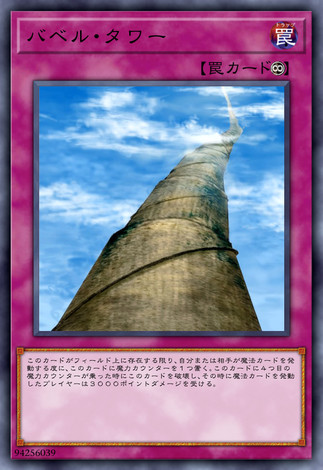 バベル・タワー
トラップ
罠
【罠カード】
このカードがフィールド上に存在する限り、自分または相手が魔法カードを発
動する度に、このカードに魔力カウンターを１つ置く。このカードに４つ目の
魔力カウンターが乗った時にこのカードを破壊し、その時に魔法カードを発動
したプレイヤーは３０００ポイントダメージを受ける。
94256039